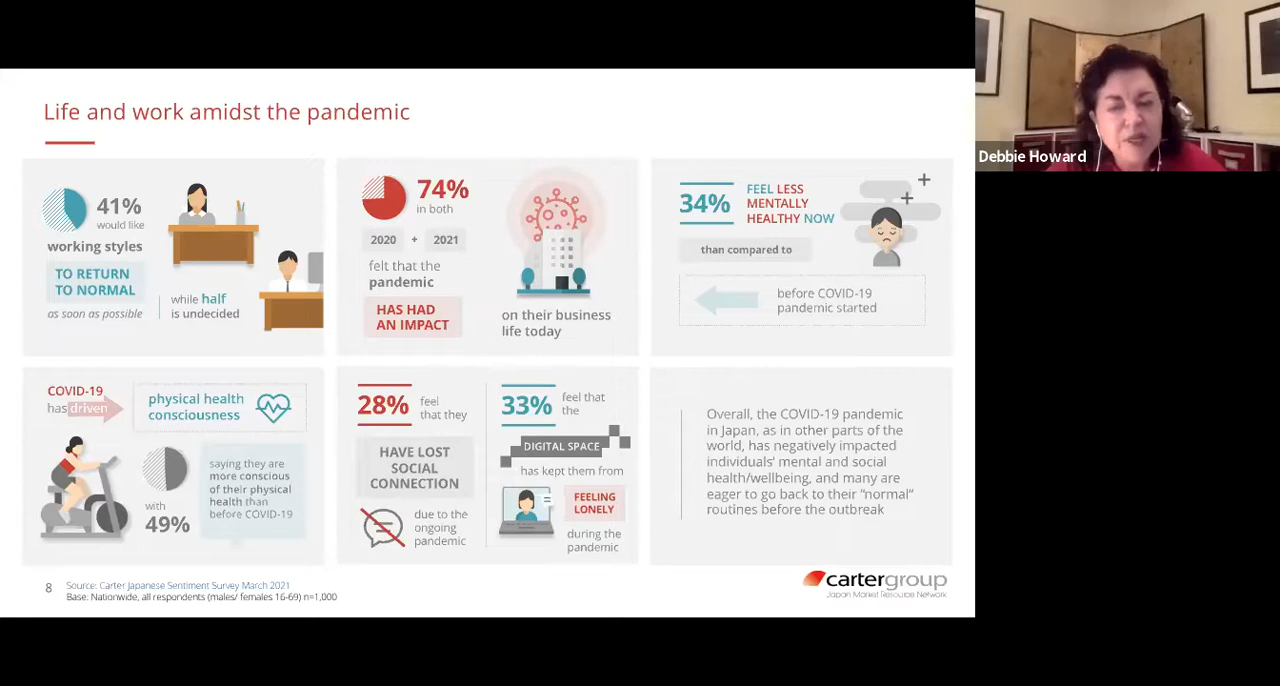 Life and work amidst the pandemic
41%
would like
working styles
TO RETURN
TO NORMAL
as soon as possible
while half
is undecided
74%
in both
2020 + 2021
felt that the
pandemic
HAS HAD
AN IMPACT
on their business
life today
34%
FEEL LESS
MENTALLY
HEALTHY NOW
than compared to
before COVID-19
pandemic started
Debbie Howard
COVID-19
has driven
physical health
consciousness
with
49%
saying they are
more conscious
of their physical
health than
before COVID-19
28%
feel
that they
HAVE LOST
SOCIAL
CONNECTION
due to the
ongoing
pandemic
33%
feel that
the
DIGITAL SPACE
has kept them from
FEELING
LONELY
during the
pandemic
Overall, the COVID-19 pandemic
in Japan, as in other parts of the
world, has negatively impacted
individuals' mental and social
health/wellbeing, and many are
eager to go back to their "normal"
routines before the outbreak
8
Source: Carter Japanese Sentiment Survey March 2021
Base: Nationwide, all respondents (males/ females 16-69) n=1,000
cartergroup
Japan Market Resource Network